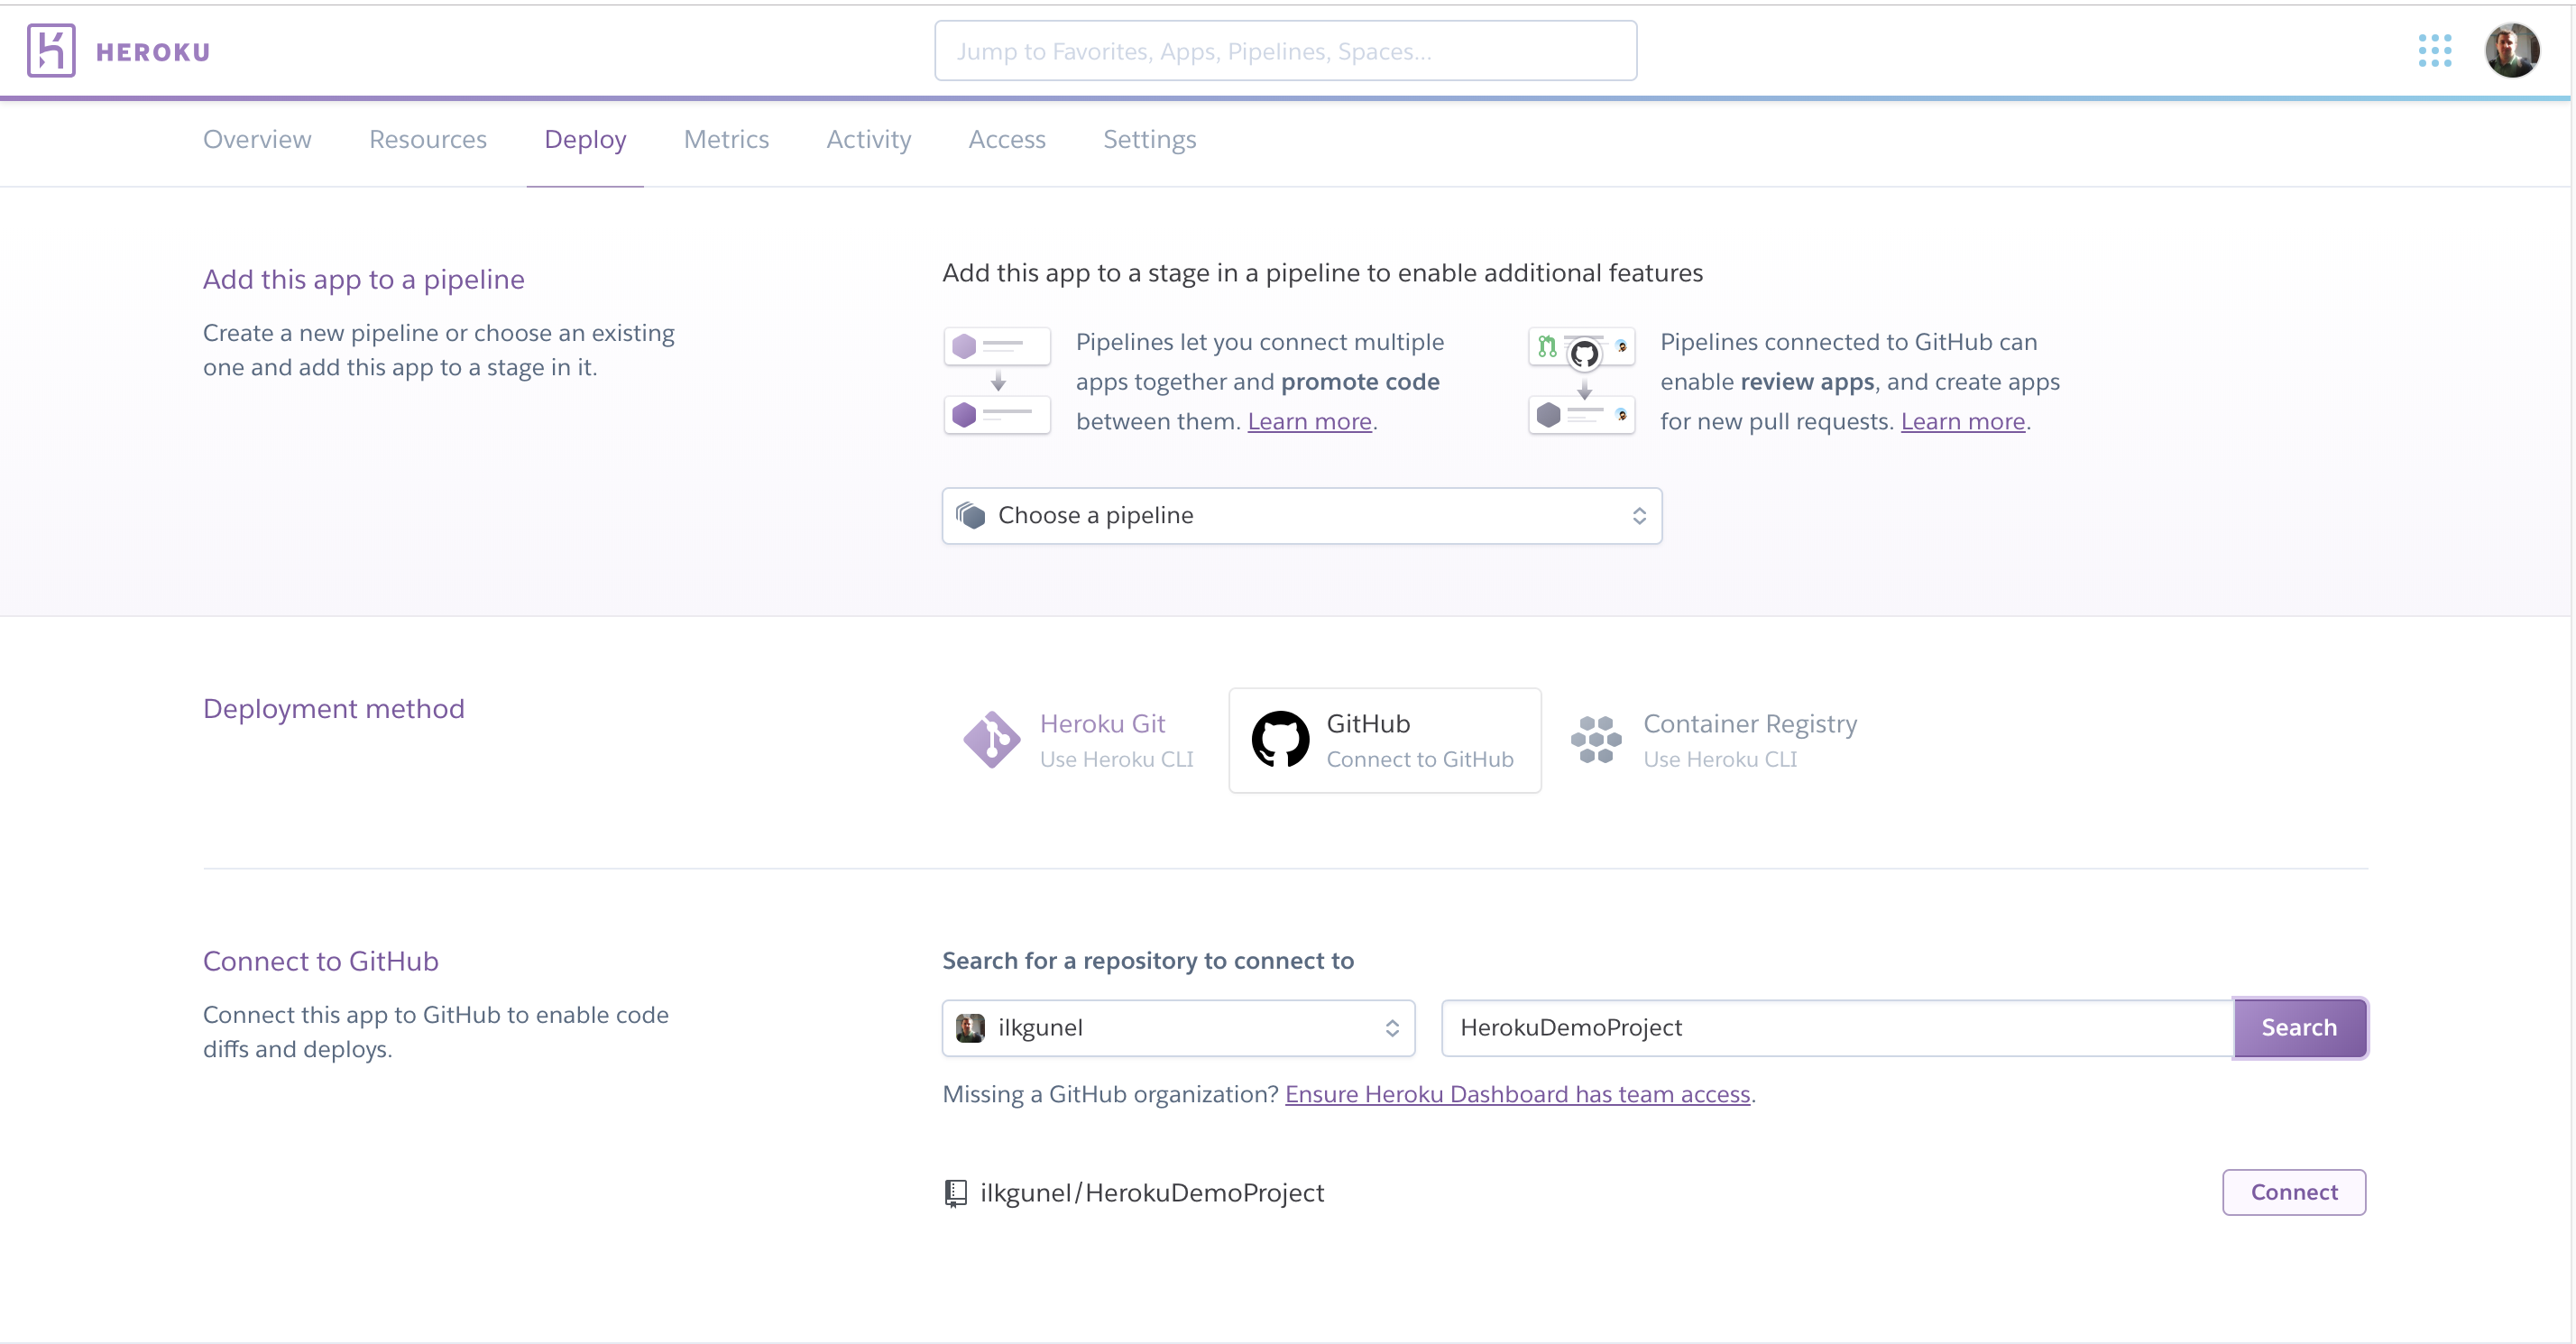 HEROKU
Jump to Favorites, Apps, Pipelines, Spaces...
Overview Resources Deploy Metrics Activity Access Settings
Add this app to a pipeline
Create a new pipeline or choose an existing
one and add this app to a stage in it.
Add this app to a stage in a pipeline to enable additional features
Pipelines let you connect multiple
apps together and promote code
between them. Learn more.
Pipelines connected to GitHub can
enable review apps, and create apps
for new pull requests. Learn more.
Choose a pipeline
Deployment method
Heroku Git
Use Heroku CLI
GitHub
Connect to GitHub
Container Registry
Use Heroku CLI
Connect to GitHub
Connect this app to GitHub to enable code
diffs and deploys.
Search for a repository to connect to
ilkgunel
HerokuDemoProject
Search
Missing a GitHub organization? Ensure Heroku Dashboard has team access.
ilkgunel/HerokuDemoProject
Connect